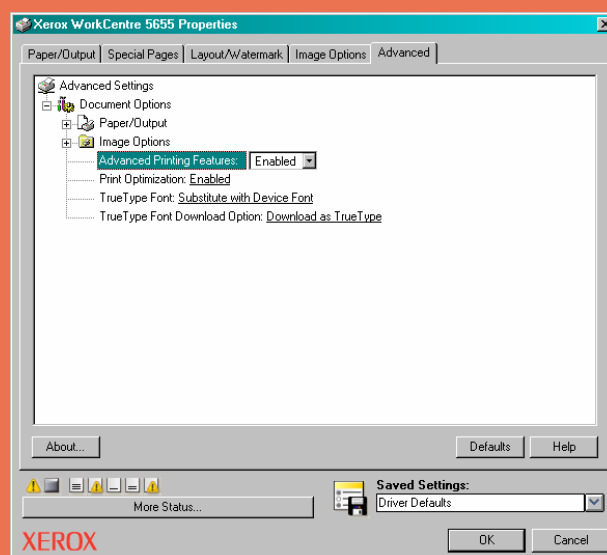 Xerox WorkCentre 5655 Properties
Paper/Output Special Pages Layout/Watermark Image Options Advanced
Advanced Settings
Document Options
Paper/Output
Image Options
Advanced Printing Features: Enabled
Print Optimization: Enabled
TrueType Font: Substitute with Device Font
TrueType Font Download Option: Download as TrueType
About... Defaults Help
Saved Settings:
Driver Defaults
More Status...
XEROX
OK Cancel